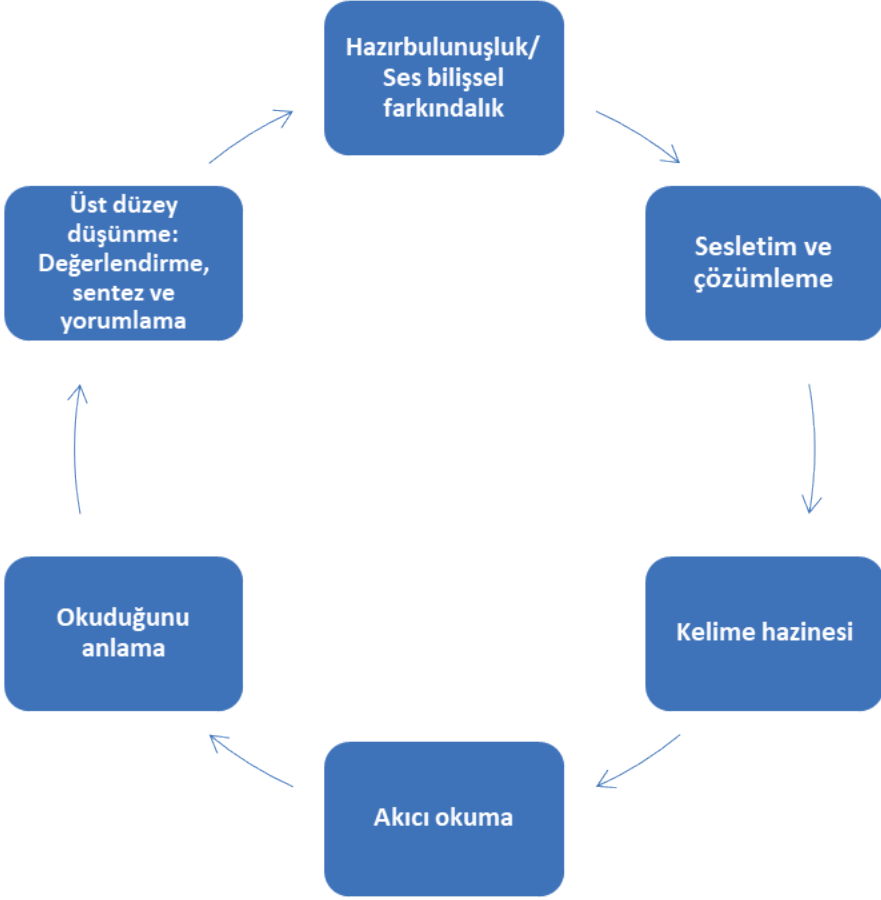 Hazırbulunuşluk/
Ses bilişsel
farkındalık
Sesletim ve
çözümleme
Kelime hazinesi
Akıcı okuma
Okuduğunu
anlama
Üst düzey
düşünme:
Değerlendirme,
sentez ve
yorumlama